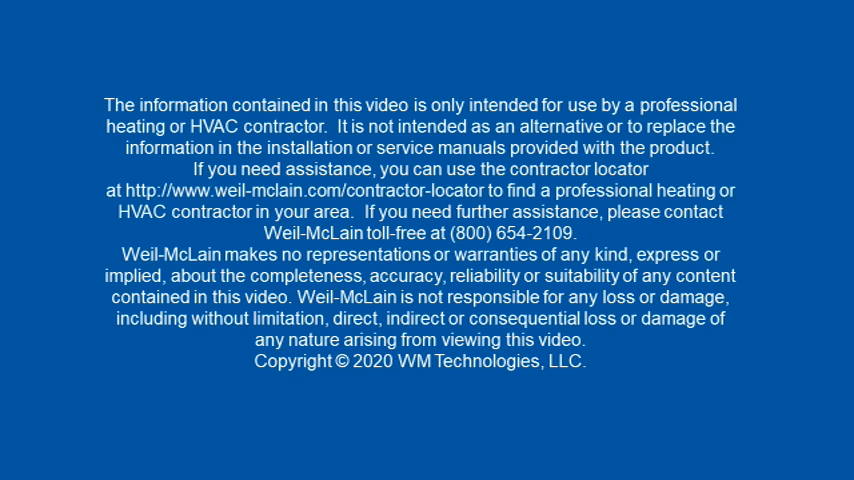 The information contained in this video is only intended for use by a professional
heating or HVAC contractor.  It is not intended as an alternative or to replace the
information in the installation or service manuals provided with the product.
If you need assistance, you can use the contractor locator
at http://www.weil-mclain.com/contractor-locator to find a professional heating or
HVAC contractor in your area.  If you need further assistance, please contact
Weil-McLain toll-free at (800) 654-2109.
Weil-McLain makes no representations or warranties of any kind, express or
implied, about the completeness, accuracy, reliability or suitability of any content
contained in this video. Weil-McLain is not responsible for any loss or damage,
including without limitation, direct, indirect or consequential loss or damage of
any nature arising from viewing this video.
Copyright © 2020 WM Technologies, LLC.